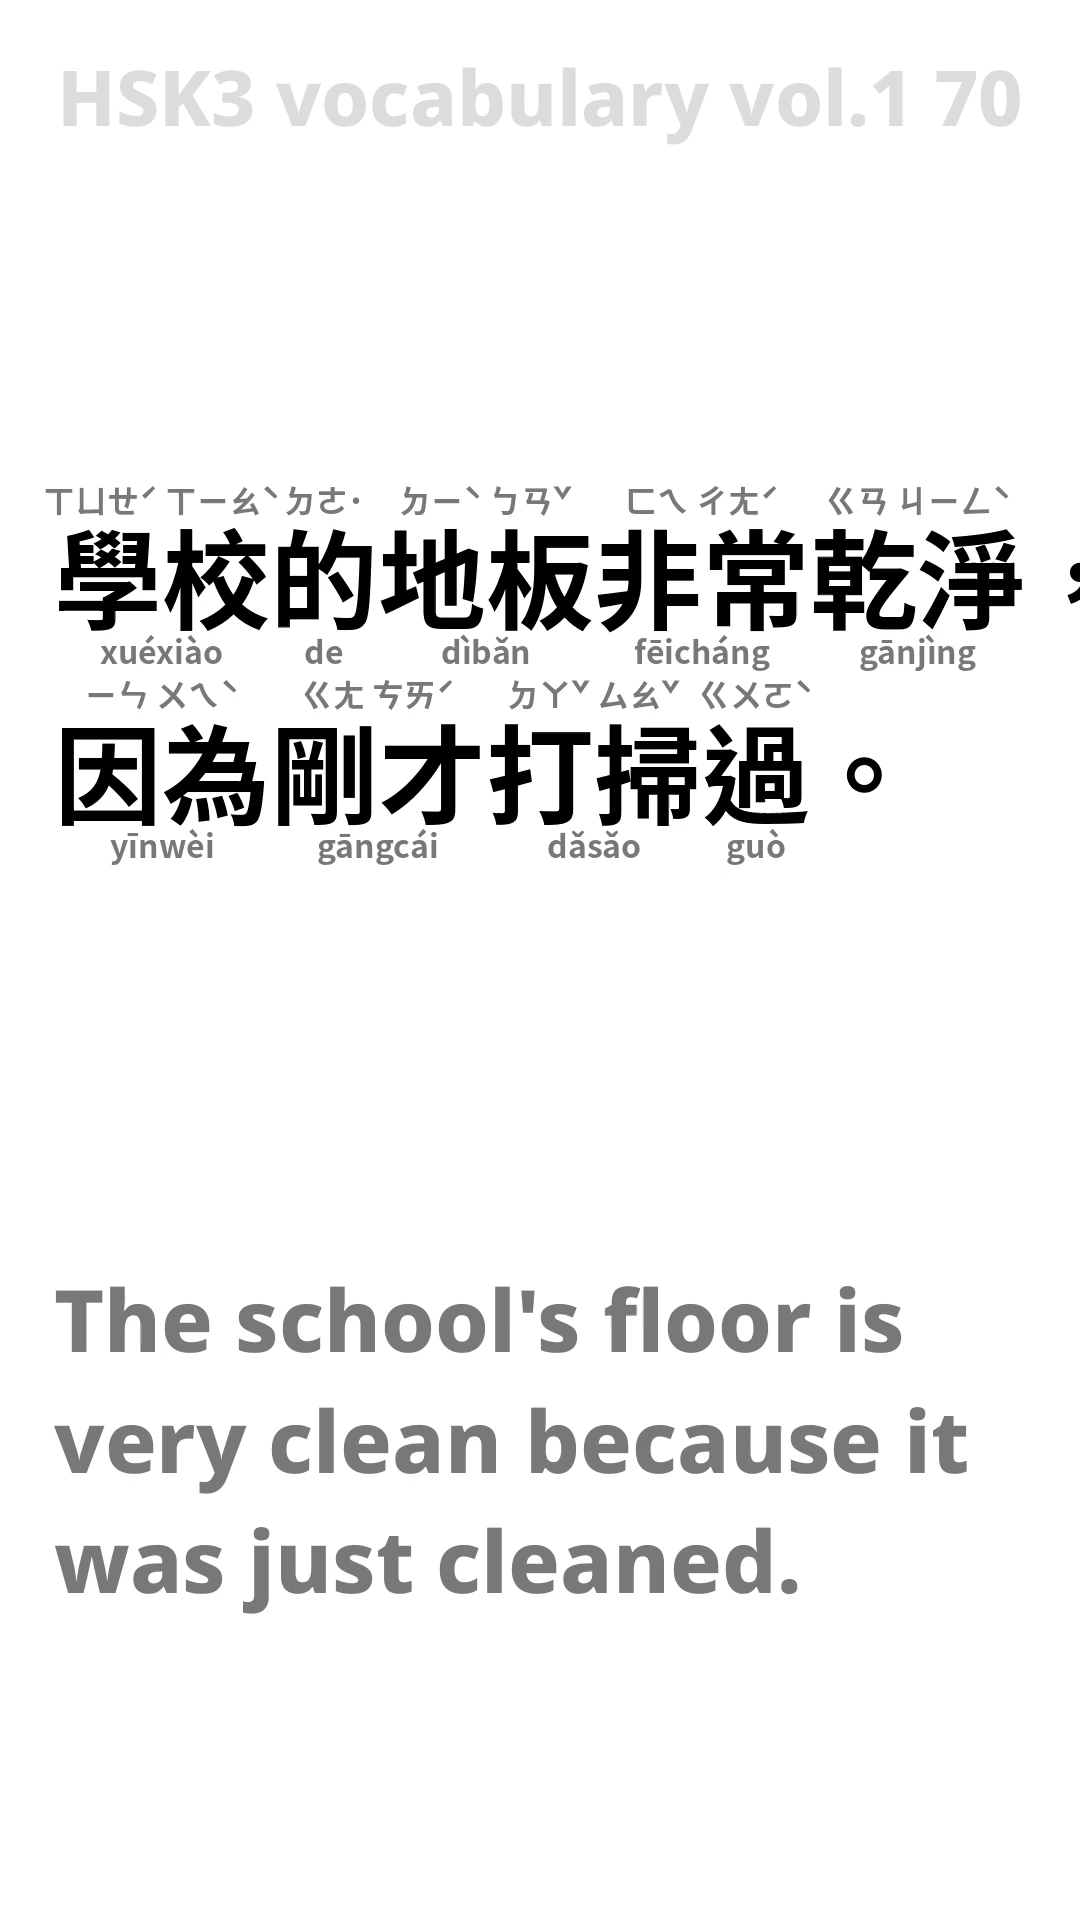 HSK3 vocabulary vol.1 70
ㄒㄩㄝˊ ㄒㄧㄠˋ ㄉㄜ˙ ㄉㄧˋ ㄅㄢˇ ㄈㄟ ㄔㄤˊ ㄍㄢ ㄐㄧㄥˋ
學校的地板非常乾淨，
xuéxiào de dìbǎn fēicháng gānjìng
ㄧㄣ ㄨㄟˋ ㄍㄤ ㄘㄞˊ ㄉㄚˇ ㄙㄠˇ ㄍㄨㄛˋ
因為剛才打掃過。
yīnwèi gāngcái dǎsǎo guò
The school's floor is
very clean because it
was just cleaned.